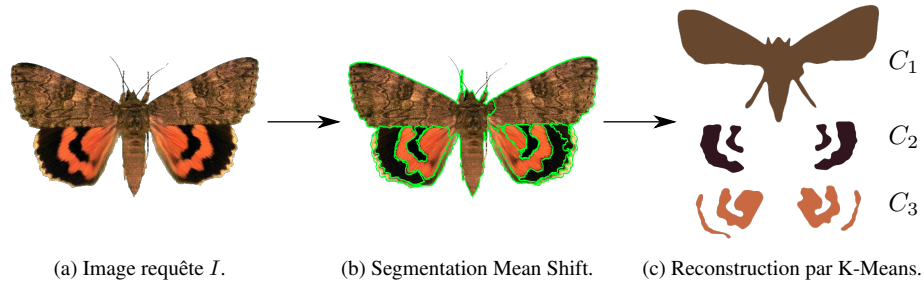 C1
C2
C3
(a) Image requête I.
(b) Segmentation Mean Shift.
(c) Reconstruction par K-Means.